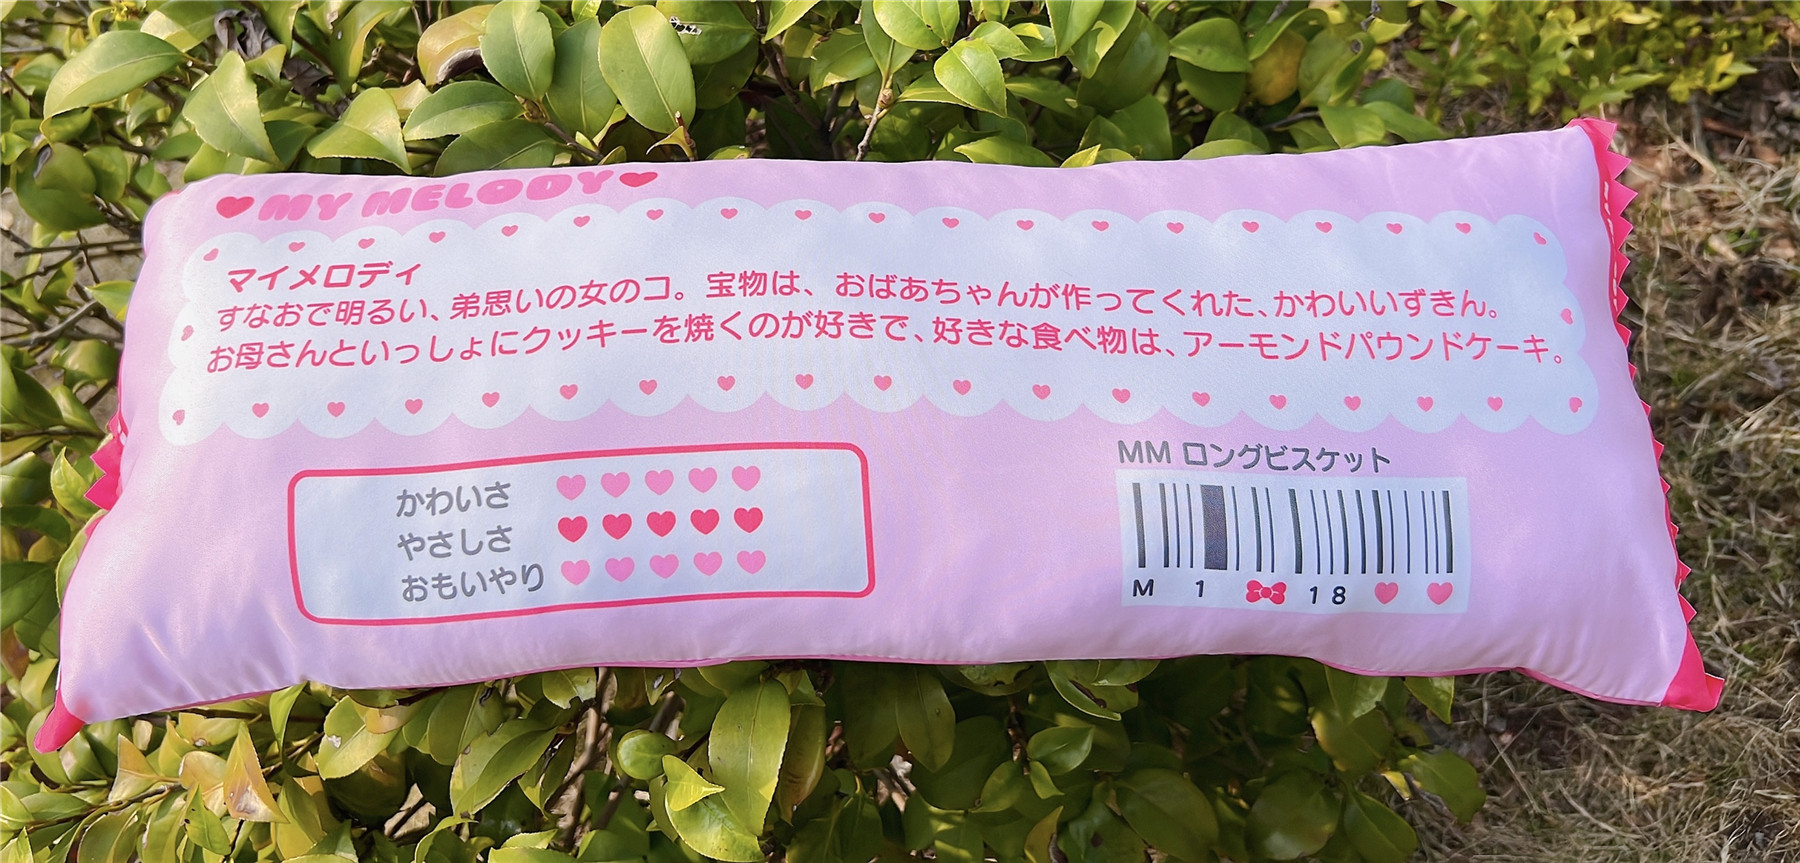 MY MELODY
マイメロディ
すなおで明るい、弟思いの女のコ。宝物は、おばあちゃんが作ってくれた、かわいいずきん。
お母さんといっしょにクッキーを焼くのが好きで、好きな食べ物は、アーモンドパウンドケーキ。
かわいさ
やさしさ
おもいやり
MM ロングビスケット
M 1 18